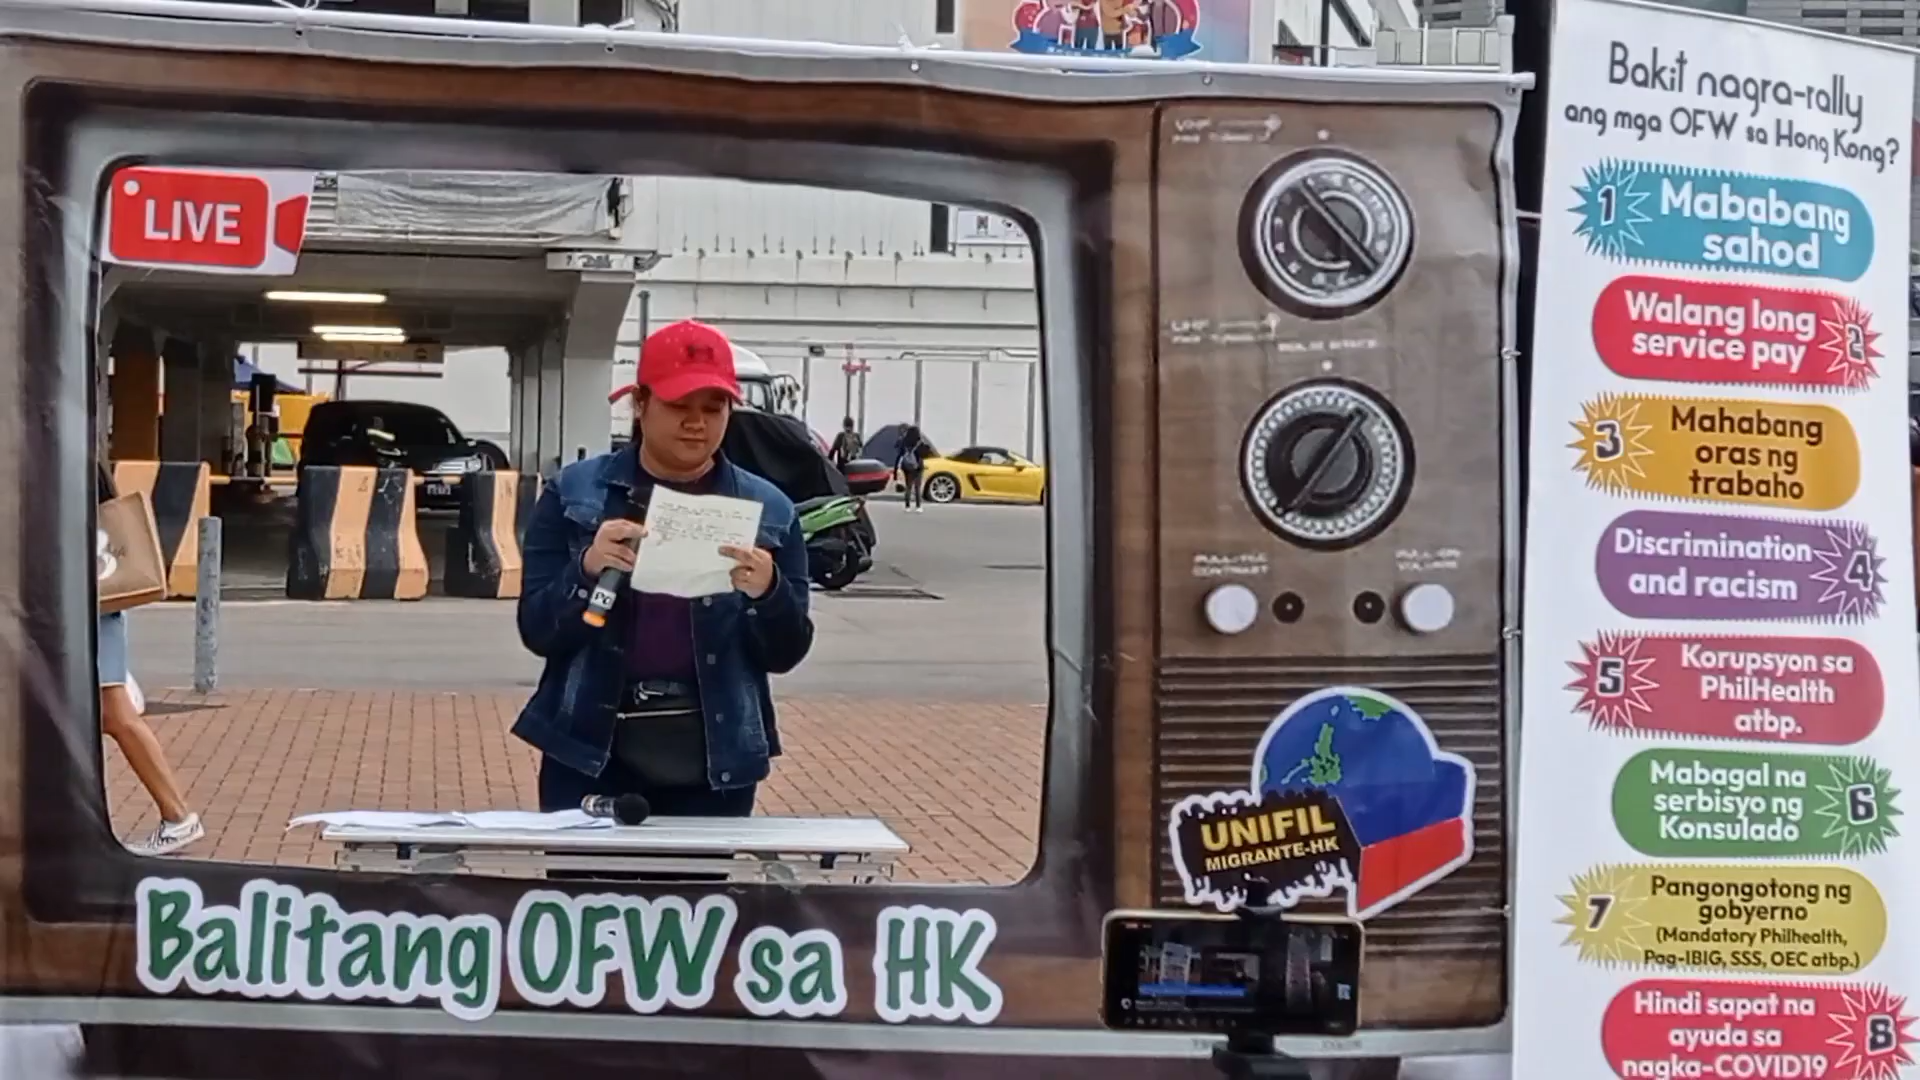 LIVE
Balitang OFW sa HK
UNIFIL
MIGRANTE-HK
Bakit nagra-rally
ang mga OFW sa Hong Kong?
1
Mababang
sahod
Walang long
service pay
2
3
Mahabang
oras ng
trabaho
Discrimination
and racism
4
5
Korupsyon sa
PhilHealth
atbp.
Mabagal na
serbisyo ng
Konsulado
6
7
Pangongotong ng
gobyerno
(Mandatory Philhealth,
Pag-IBIG, SSS, OEC atbp.)
Hindi sapat na
ayuda sa
nagka-COVID19
8